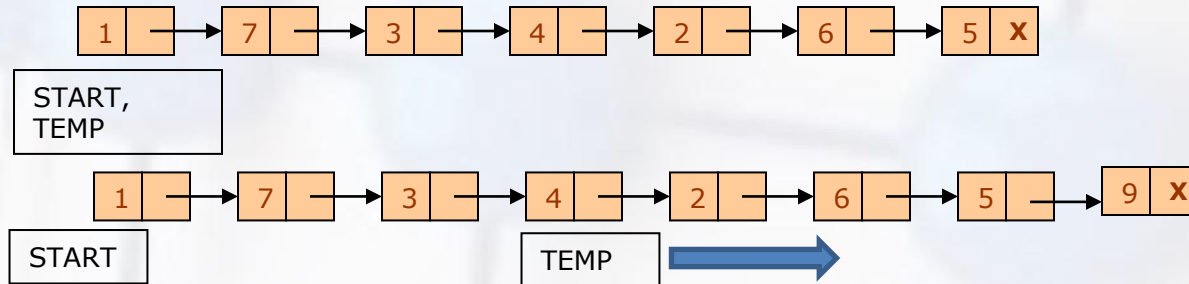 1 7 3 4 2 6 5 X
START,
TEMP
1 7 3 4 2 6 5 9 X
START TEMP